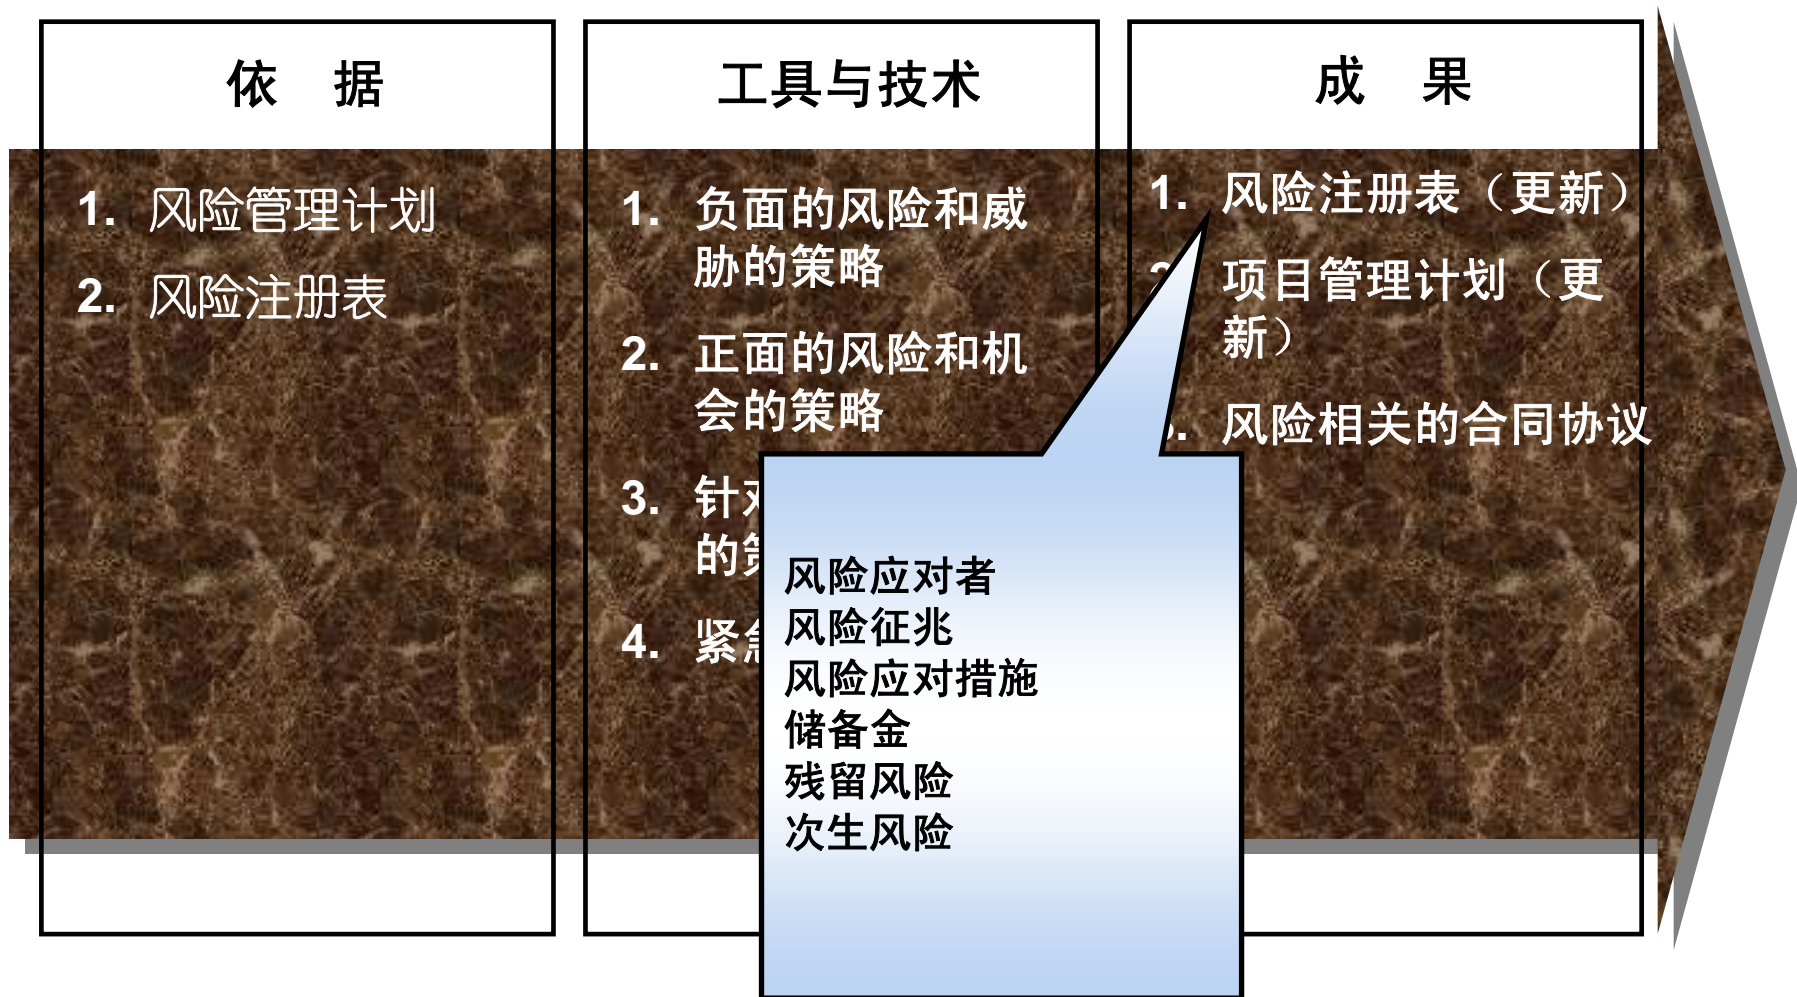 依 据
1. 风险管理计划
2. 风险注册表
工具与技术
1. 负面的风险和威
胁的策略
2. 正面的风险和机
会的策略
3. 针
的
4. 紧
成 果
1. 风险注册表（更新）
项目管理计划（更
新）
风险相关的合同协议
风险应对者
风险征兆
风险应对措施
储备金
残留风险
次生风险